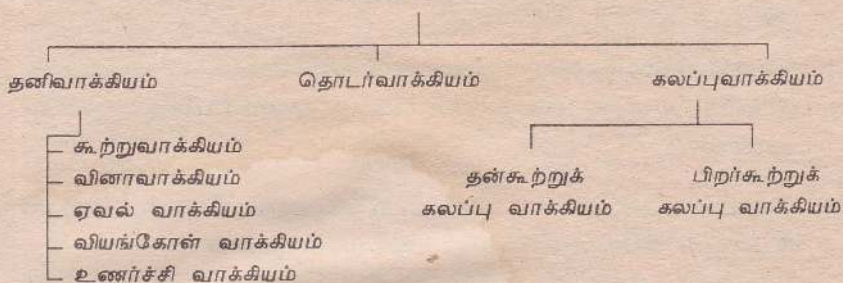 தனிவாக்கியம் தொடர்வாக்கியம் கலப்புவாக்கியம்
கூற்றுவாக்கியம்
வினாவாக்கியம்
ஏவல் வாக்கியம்
வியங்கோள் வாக்கியம்
உணர்ச்சி வாக்கியம்
தன்கூற்றுக்
கலப்பு வாக்கியம்
பிறர்கூற்றுக்
கலப்பு வாக்கியம்